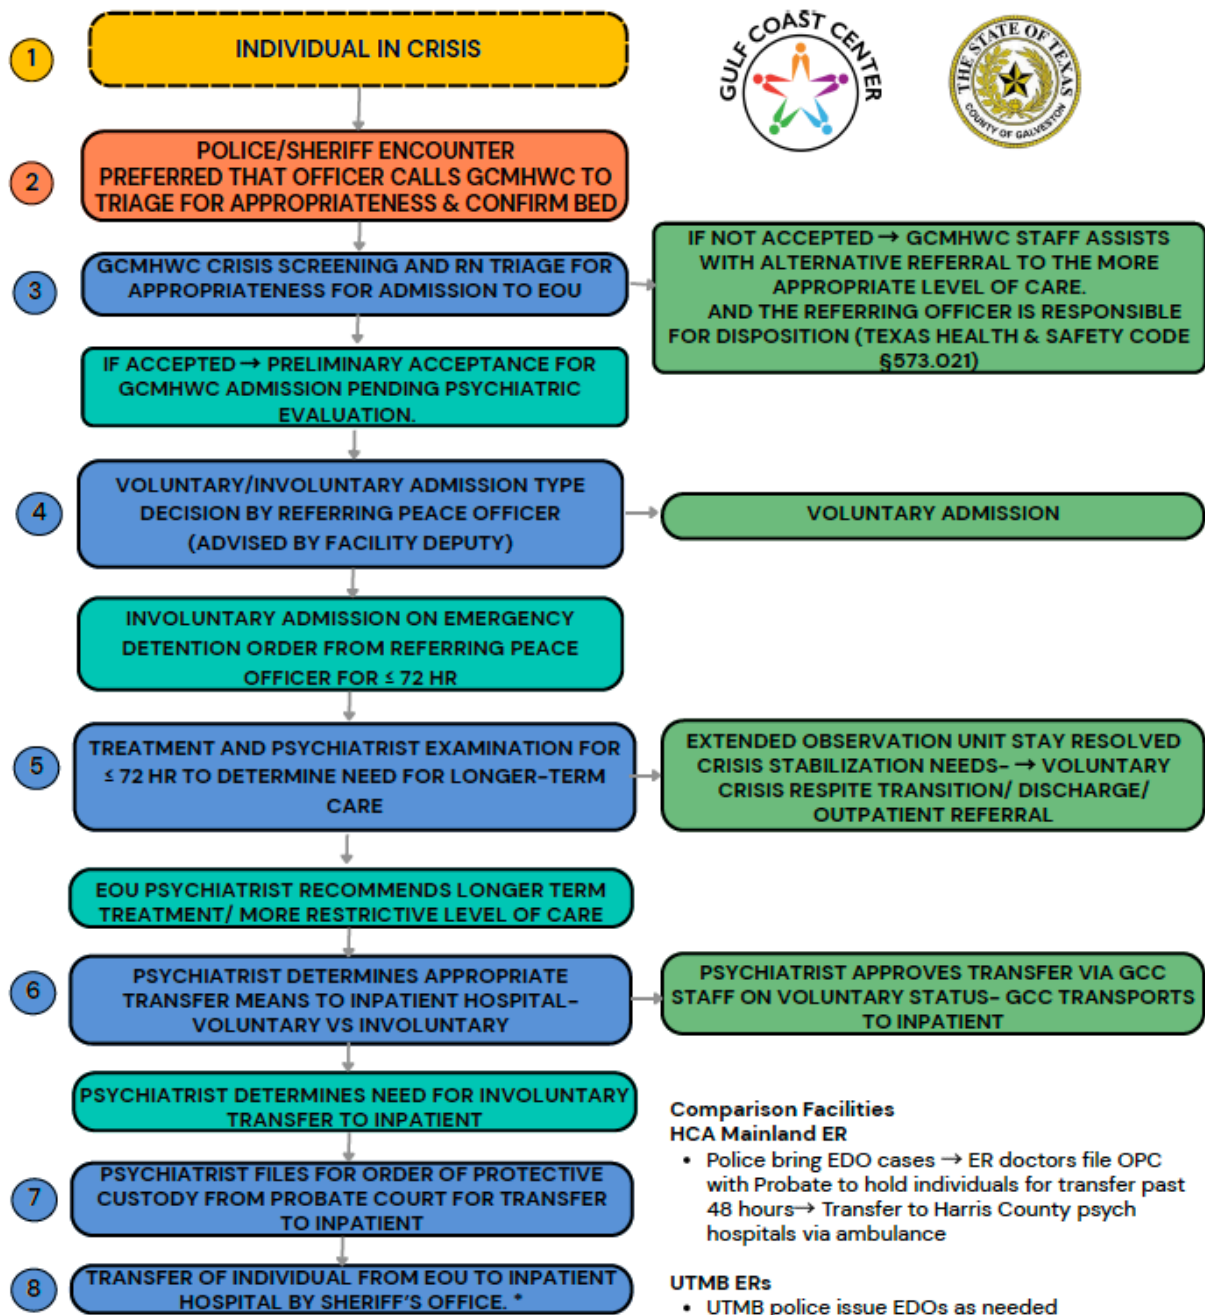 1
INDIVIDUAL IN CRISIS
GULF COAST CENTER
THE STATE OF TEXAS
COUNTY OF GALVESTON
2
POLICE/SHERIFF ENCOUNTER
PREFERRED THAT OFFICER CALLS GCMHWC TO
TRIAGE FOR APPROPRIATENESS & CONFIRM BED
3
GCMHWC CRISIS SCREENING AND RN TRIAGE FOR
APPROPRIATENESS FOR ADMISSION TO EOU
IF NOT ACCEPTED → GCMHWC STAFF ASSISTS
WITH ALTERNATIVE REFERRAL TO THE MORE
APPROPRIATE LEVEL OF CARE.
AND THE REFERRING OFFICER IS RESPONSIBLE
FOR DISPOSITION (TEXAS HEALTH & SAFETY CODE
§573.021)
IF ACCEPTED → PRELIMINARY ACCEPTANCE FOR
GCMHWC ADMISSION PENDING PSYCHIATRIC
EVALUATION.
4
VOLUNTARY/INVOLUNTARY ADMISSION TYPE
DECISION BY REFERRING PEACE OFFICER
(ADVISED BY FACILITY DEPUTY)
VOLUNTARY ADMISSION
INVOLUNTARY ADMISSION ON EMERGENCY
DETENTION ORDER FROM REFERRING PEACE
OFFICER FOR ≤ 72 HR
5
TREATMENT AND PSYCHIATRIST EXAMINATION FOR
≤ 72 HR TO DETERMINE NEED FOR LONGER-TERM
CARE
EXTENDED OBSERVATION UNIT STAY RESOLVED
CRISIS STABILIZATION NEEDS- → VOLUNTARY
CRISIS RESPITE TRANSITION/ DISCHARGE/
OUTPATIENT REFERRAL
EOU PSYCHIATRIST RECOMMENDS LONGER TERM
TREATMENT/ MORE RESTRICTIVE LEVEL OF CARE
6
PSYCHIATRIST DETERMINES APPROPRIATE
TRANSFER MEANS TO INPATIENT HOSPITAL-
VOLUNTARY VS INVOLUNTARY
PSYCHIATRIST APPROVES TRANSFER VIA GCC
STAFF ON VOLUNTARY STATUS- GCC TRANSPORTS
TO INPATIENT
PSYCHIATRIST DETERMINES NEED FOR INVOLUNTARY
TRANSFER TO INPATIENT
7
PSYCHIATRIST FILES FOR ORDER OF PROTECTIVE
CUSTODY FROM PROBATE COURT FOR TRANSFER
TO INPATIENT
8
TRANSFER OF INDIVIDUAL FROM EOU TO INPATIENT
HOSPITAL BY SHERIFF'S OFFICE. *
Comparison Facilities
HCA Mainland ER
• Police bring EDO cases → ER doctors file OPC
with Probate to hold individuals for transfer past
48 hours→ Transfer to Harris County psych
hospitals via ambulance
UTMB ERs
• UTMB police issue EDOs as needed